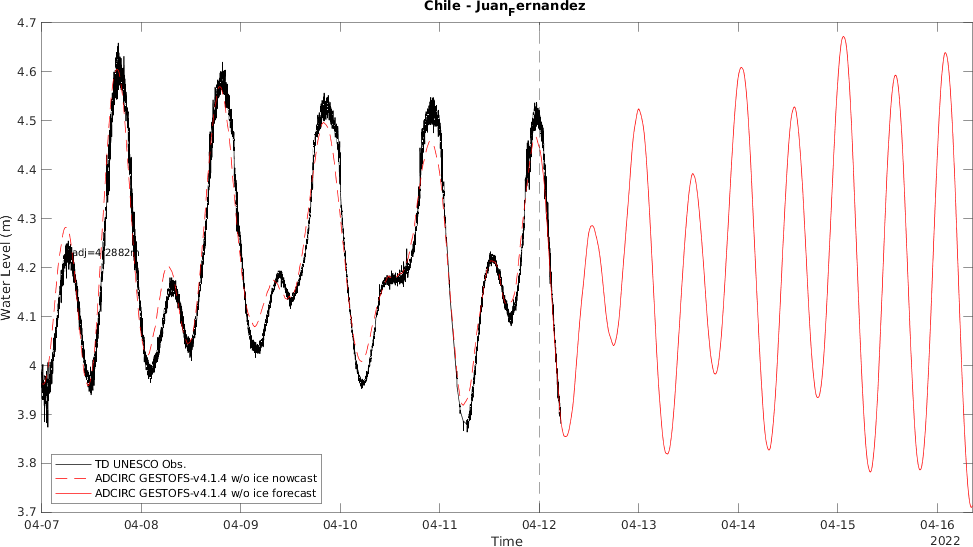 Chile - JuanFernandez
4.7
4.6
4.5
4.4
4.3
4.2
4.1
4
3.9
3.8
3.7
Water Level (m)
adj=4.2882m
TD UNESCO Obs.
ADCIRC GESTOFS-v4.1.4 w/o ice nowcast
ADCIRC GESTOFS-v4.1.4 w/o ice forecast
04-07 04-08 04-09 04-10 04-11 04-12 04-13 04-14 04-15 04-16
Time
2022